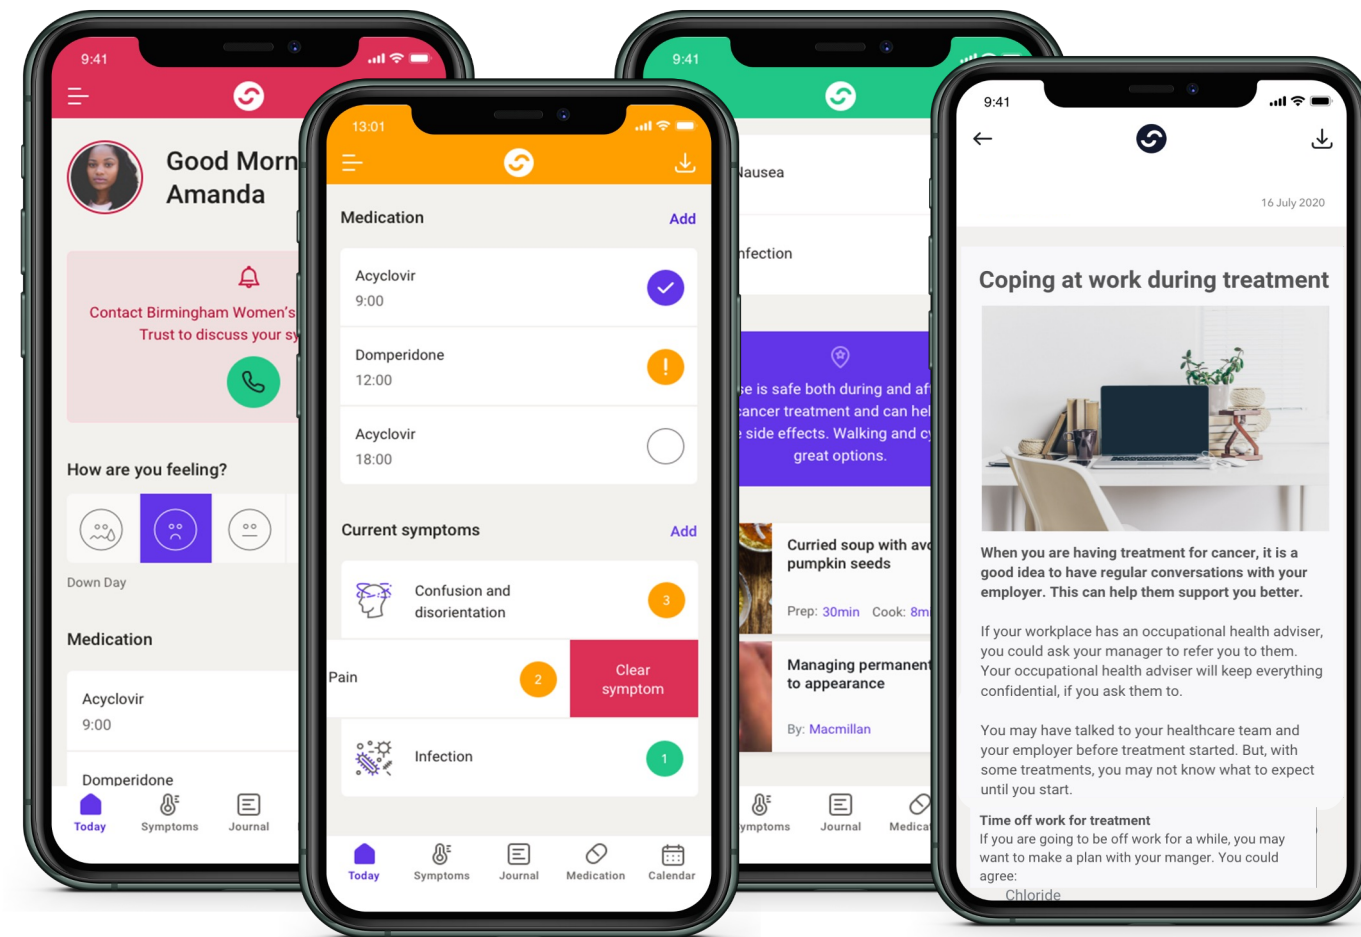 9:41
Good Morn
Amanda
Contact Birmingham Women's
Trust to discuss your sy
How are you feeling?
Down Day
Medication
Acyclovir
9:00
Domperidone
Today
Symptoms
Journal
13:01
Medication
Add
Acyclovir
9:00
Domperidone
12:00
!
Acyclovir
18:00
Current symptoms
Add
Confusion and
disorientation
3
Pain
2
Clear
symptom
Infection
1
Today
Symptoms
Journal
Medication
Calendar
9:41
Nausea
nfection
se is safe both during and af
cancer treatment and can hel
side effects. Walking and cy
great options.
Curried soup with avo
pumpkin seeds
Prep: 30min Cook: 8m
Managing permanent
to appearance
By: Macmillan
ymptoms
Journal
Medica
9:41
16 July 2020
Coping at work during treatment
When you are having treatment for cancer, it is a
good idea to have regular conversations with your
employer. This can help them support you better.
If your workplace has an occupational health adviser,
you could ask your manager to refer you to them.
Your occupational health adviser will keep everything
confidential, if you ask them to.
You may have talked to your healthcare team and
your employer before treatment started. But, with
some treatments, you may not know what to expect
until you start.
Time off work for treatment
If you are going to be off work for a while, you may
want to make a plan with your manger. You could
agree:
Chloride